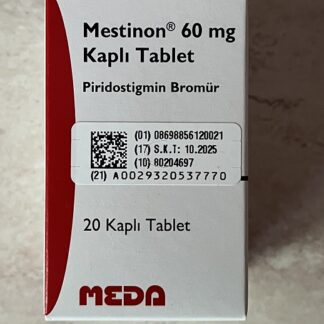 Mestinon® 60 mg
Kaplı Tablet
Piridostigmin Bromür
(01) 08698856120021
(17) S.K.T: 10.2025
(10) 80204697
(21) A0029320537770
20 Kaplı Tablet
MEDA